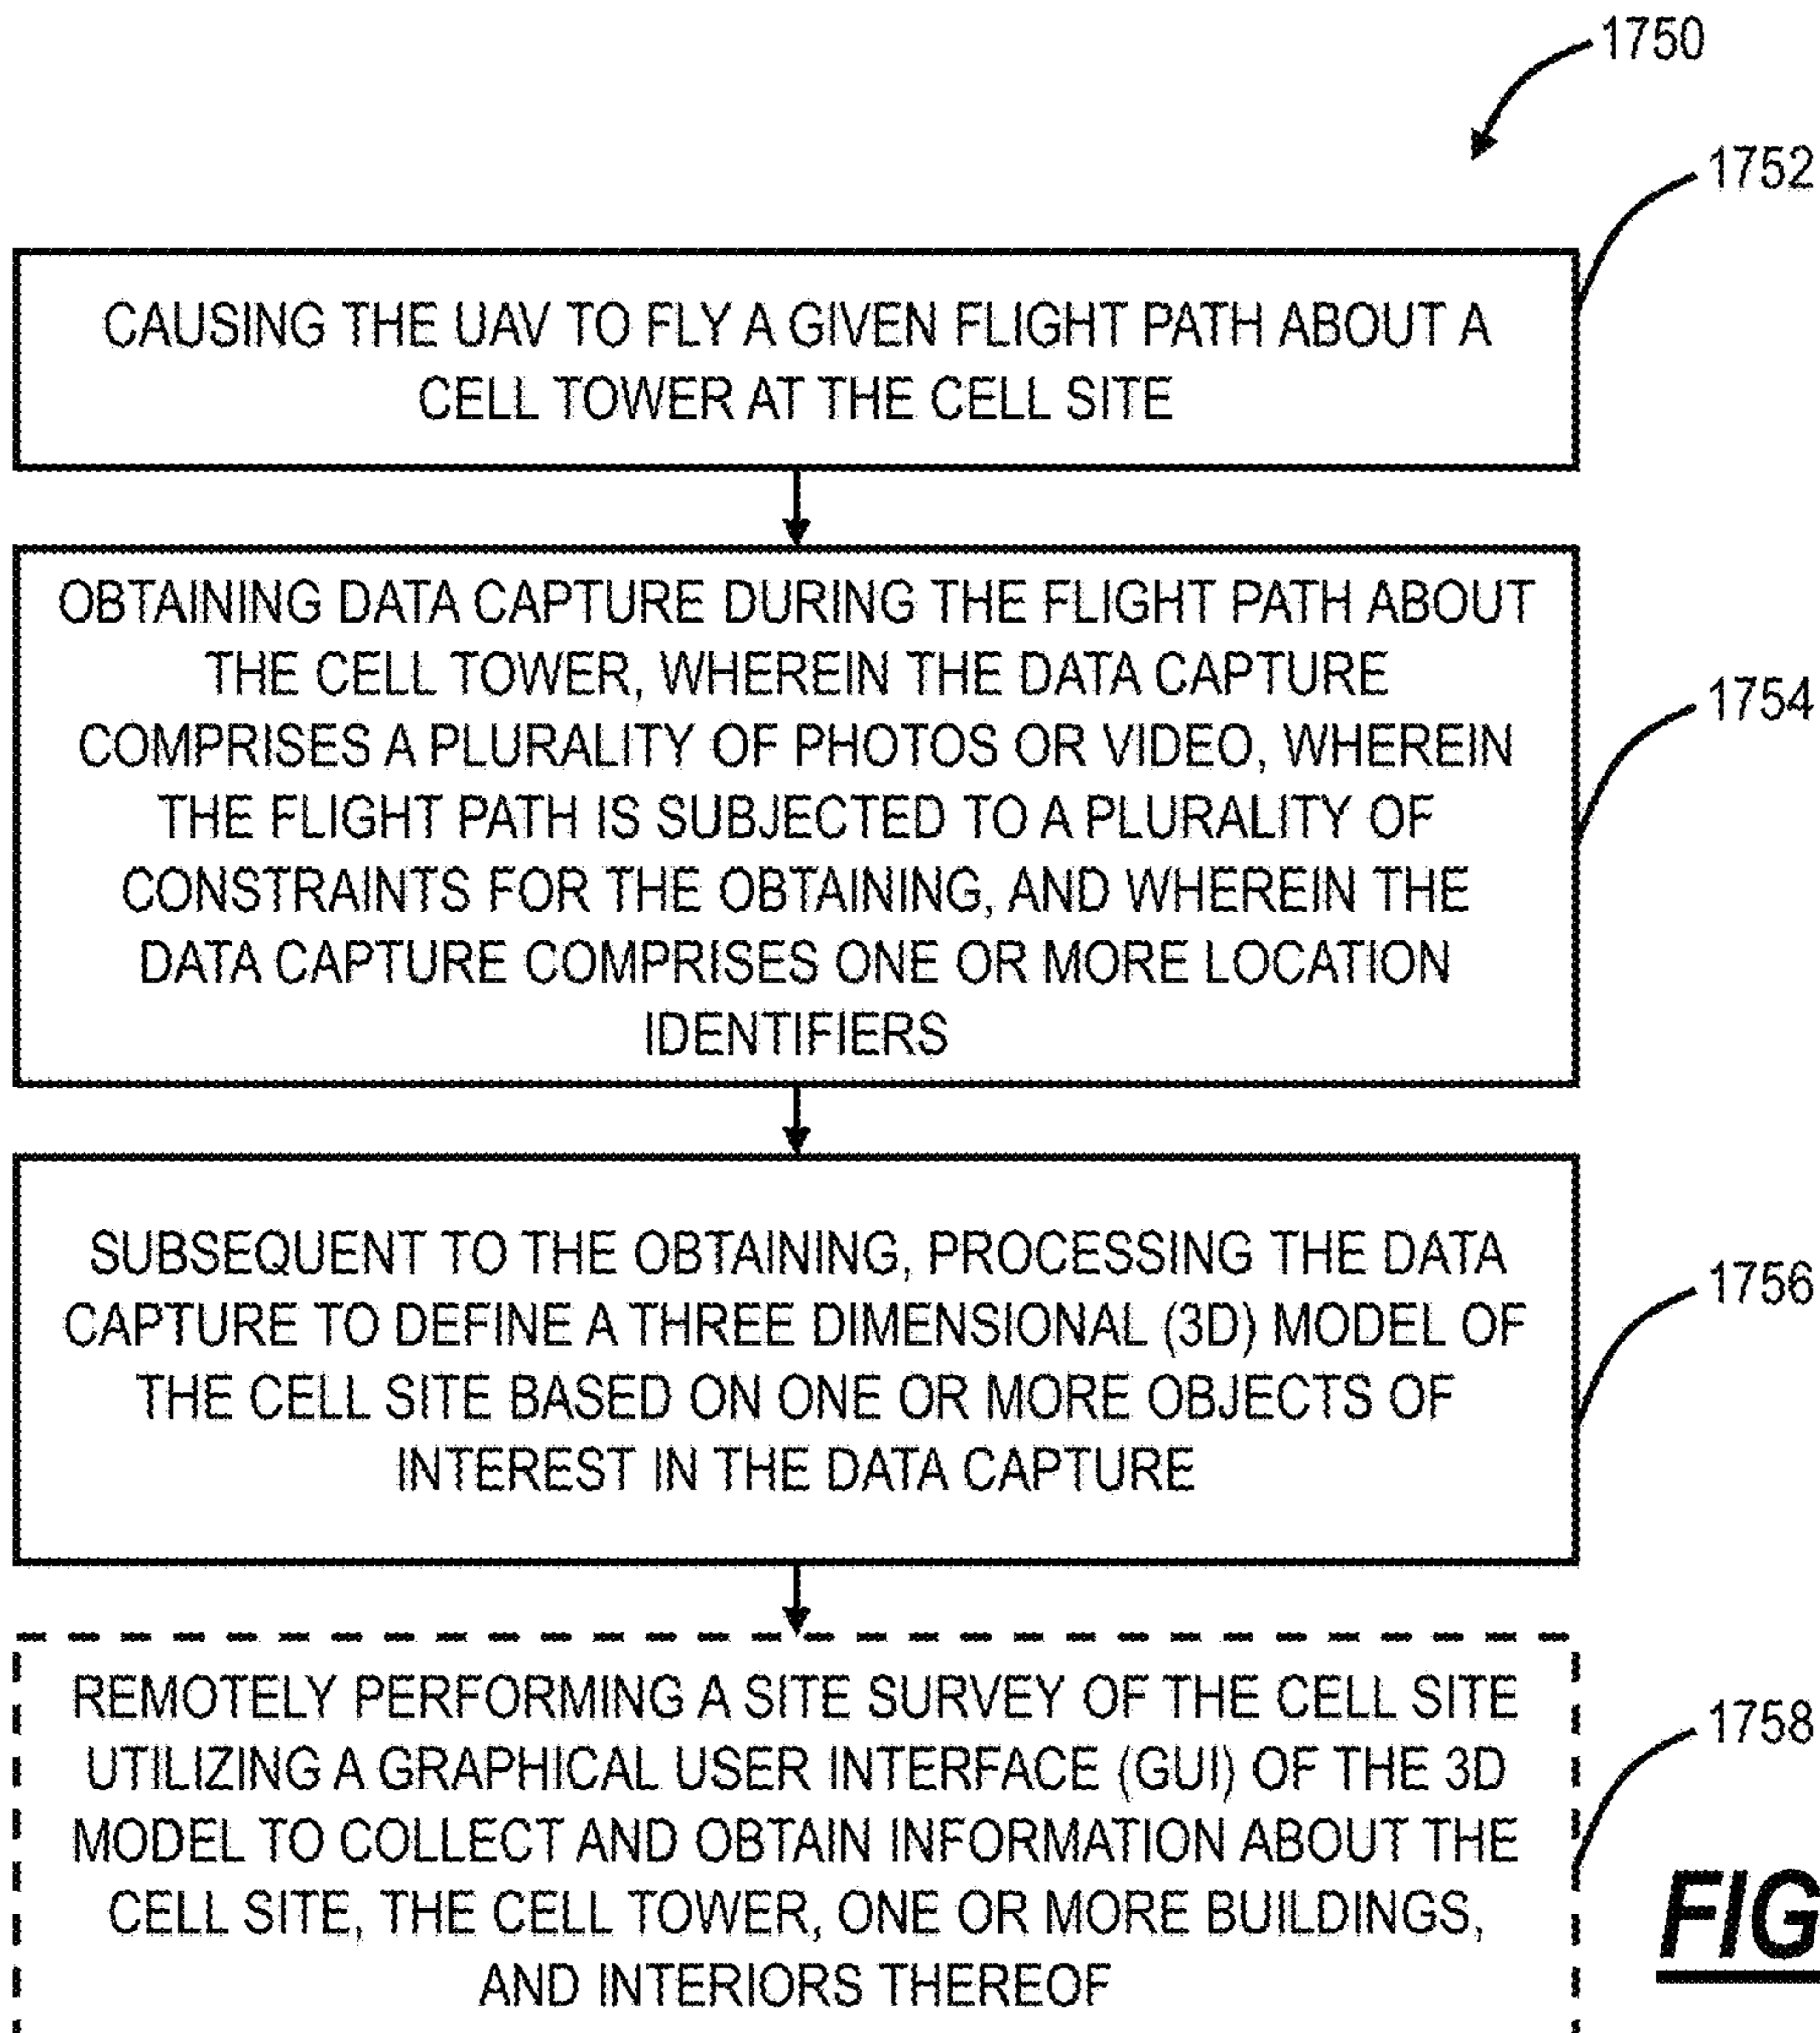 1750
1752
CAUSING THE UAV TO FLY A GIVEN FLIGHT PATH ABOUT A
CELL TOWER AT THE CELL SITE
OBTAINING DATA CAPTURE DURING THE FLIGHT PATH ABOUT
THE CELL TOWER, WHEREIN THE DATA CAPTURE
COMPRISES A PLURALITY OF PHOTOS OR VIDEO, WHEREIN
THE FLIGHT PATH IS SUBJECTED TO A PLURALITY OF
CONSTRAINTS FOR THE OBTAINING, AND WHEREIN THE
DATA CAPTURE COMPRISES ONE OR MORE LOCATION
IDENTIFIERS
1754
SUBSEQUENT TO THE OBTAINING, PROCESSING THE DATA
CAPTURE TO DEFINE A THREE DIMENSIONAL (3D) MODEL OF
THE CELL SITE BASED ON ONE OR MORE OBJECTS OF
INTEREST IN THE DATA CAPTURE
1756
REMOTELY PERFORMING A SITE SURVEY OF THE CELL SITE
UTILIZING A GRAPHICAL USER INTERFACE (GUI) OF THE 3D
MODEL TO COLLECT AND OBTAIN INFORMATION ABOUT THE
CELL SITE, THE CELL TOWER, ONE OR MORE BUILDINGS,
AND INTERIORS THEREOF
1758
FIG